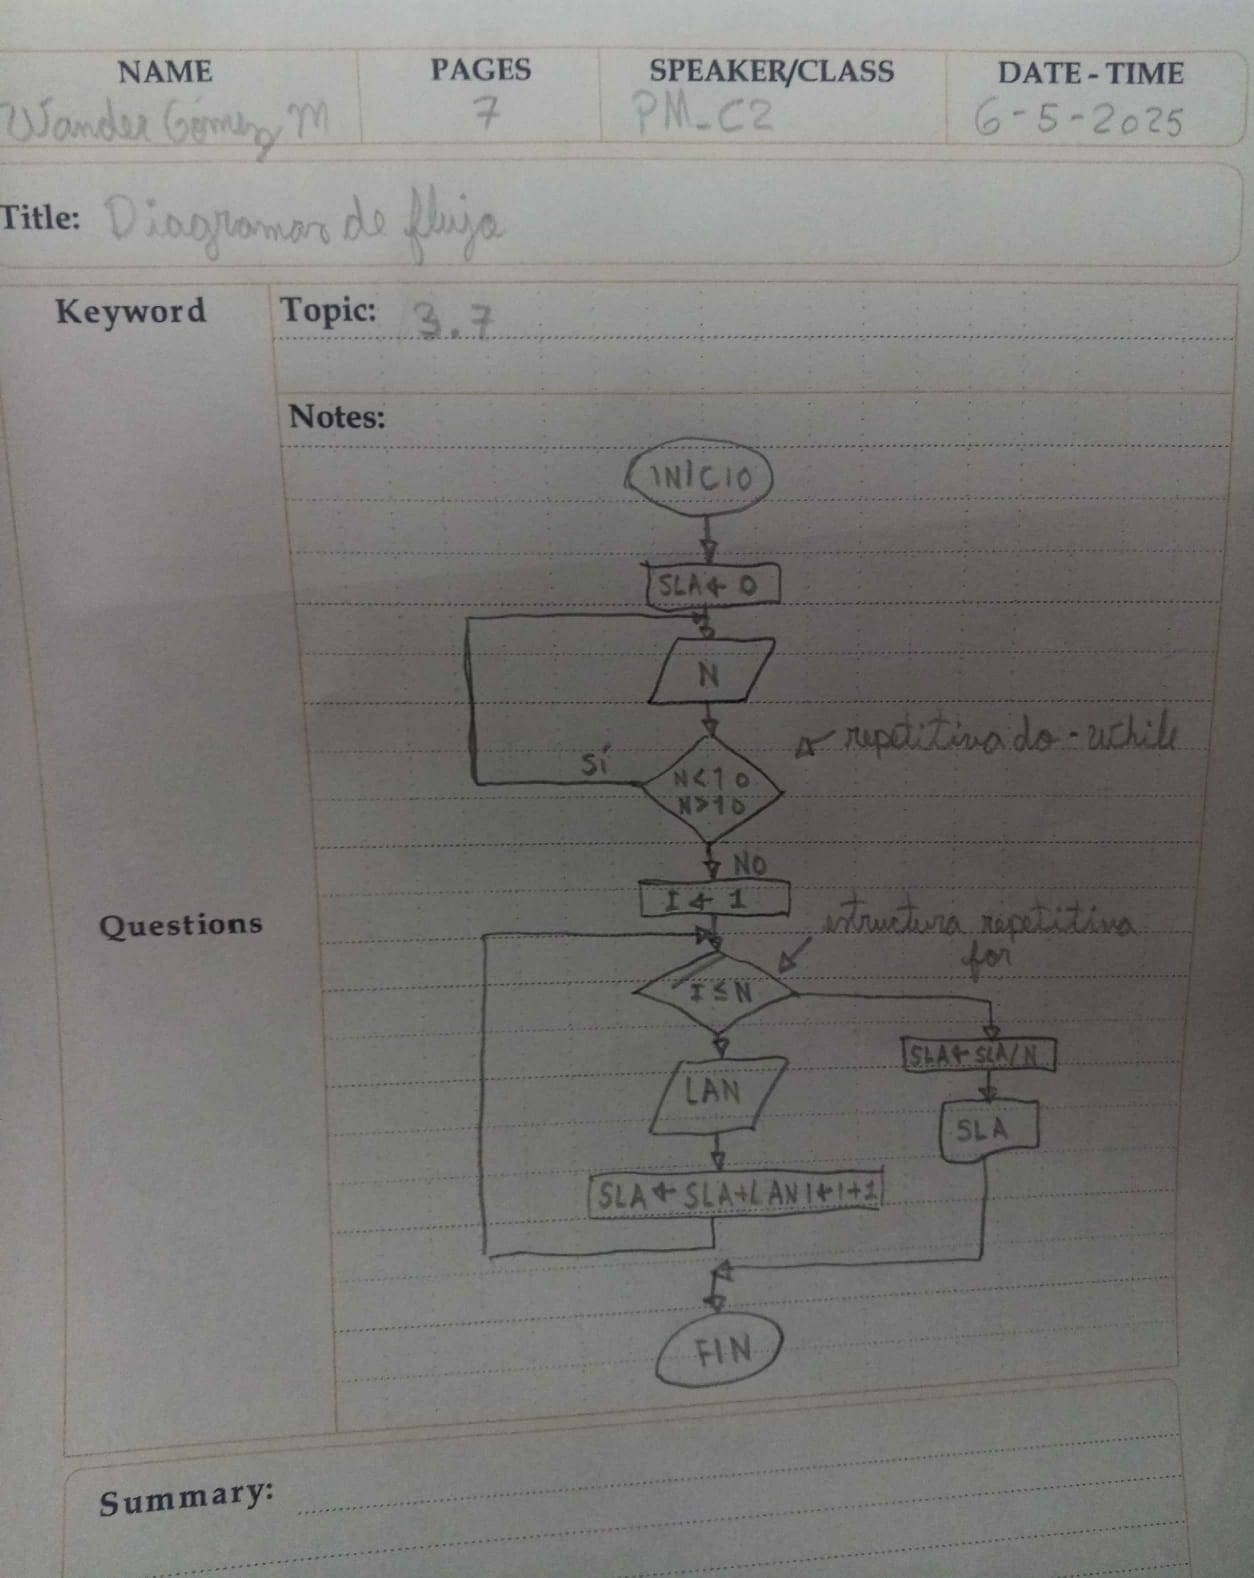 NAME PAGES SPEAKER/CLASS DATE - TIME
Wander Gómez M 7 PM-C2 6-5-2025
Title: Diagramas de flujo
Keyword
Topic: 3.7
Notes:
INICIO
SLA ← 0
N
← repetitiva do-while
SÍ
N<1 o
N>10
NO
I ← 1
estructura repetitiva
for
I ≤ N
Questions
SLA ← SLA/N
LAN
SLA
SLA ← SLA+LAN I ← I+1
FIN
Summary: